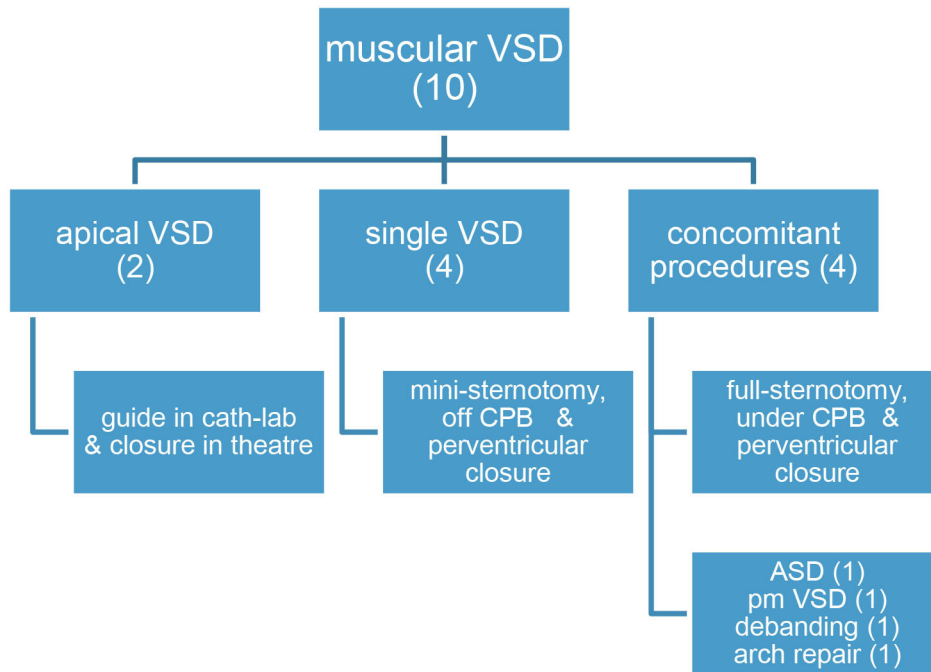 muscular VSD
(10)
apical VSD
(2)
single VSD
(4)
concomitant
procedures (4)
guide in cath-lab
& closure in theatre
mini-sternotomy,
off CPB & 
perventricular
closure
full-sternotomy,
under CPB &
perventricular
closure
ASD (1)
pm VSD (1)
debanding (1)
arch repair (1)